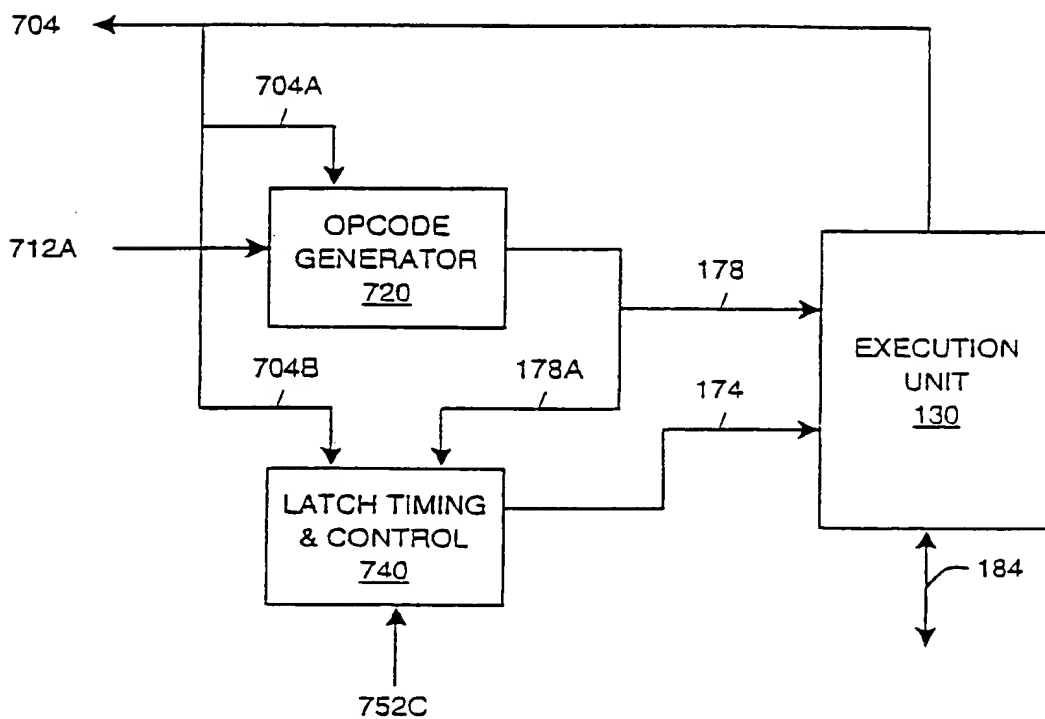 704
704A
712A
OPCODE
GENERATOR
720
178
704B
178A
174
EXECUTION
UNIT
130
LATCH TIMING
& CONTROL
740
184
752C